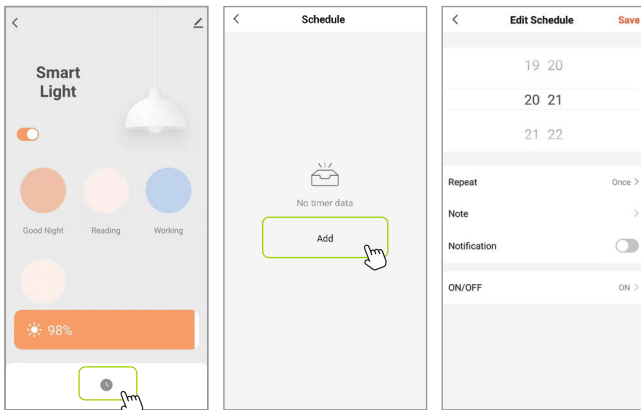 Smart
Light
Good Night
Reading
Working
98%
Schedule
No timer data
Add
Edit Schedule
Save
19 20
20 21
21 22
Repeat
Once >
Note
>
Notification
ON/OFF
ON >